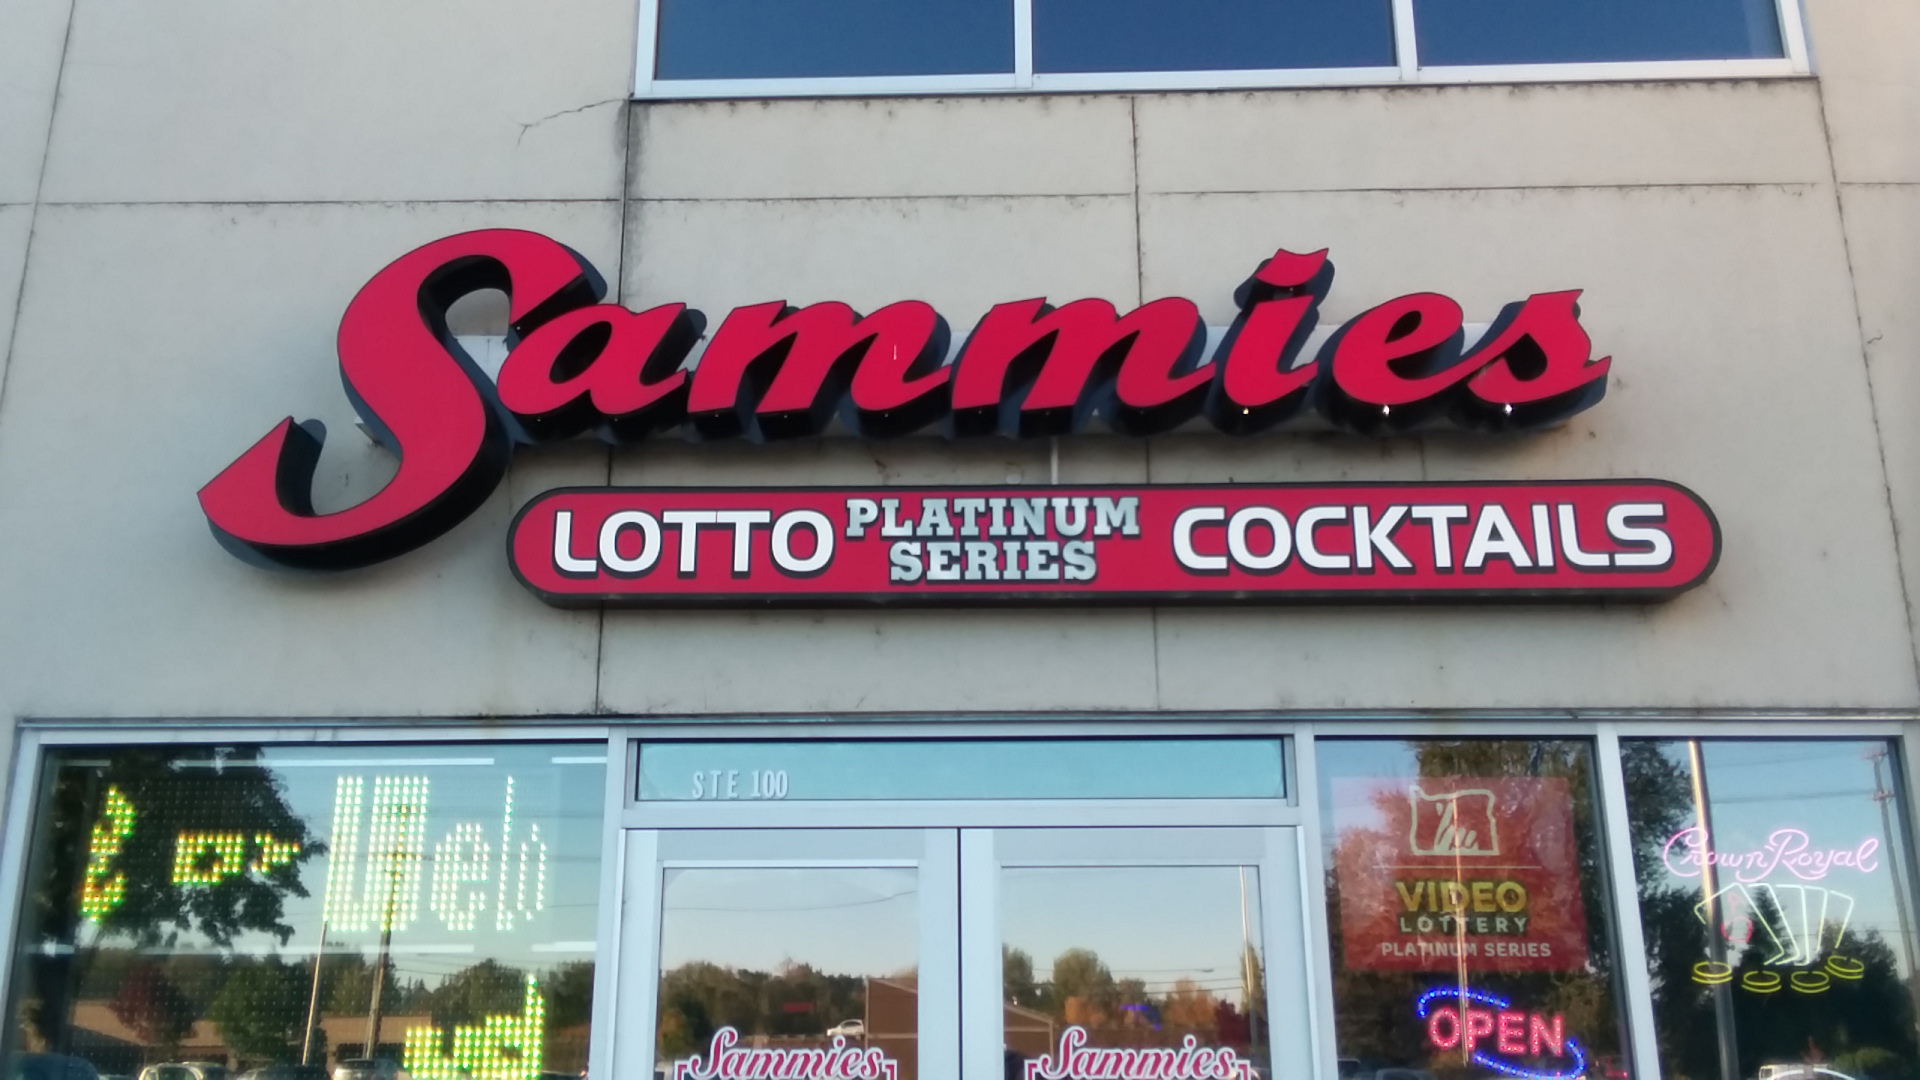 Sammies
LOTTO PLATINUM SERIES COCKTAILS
STE 100
VIDEO
LOTTERY
PLATINUM SERIES
Crown Royal
OPEN
Sammies
Sammies